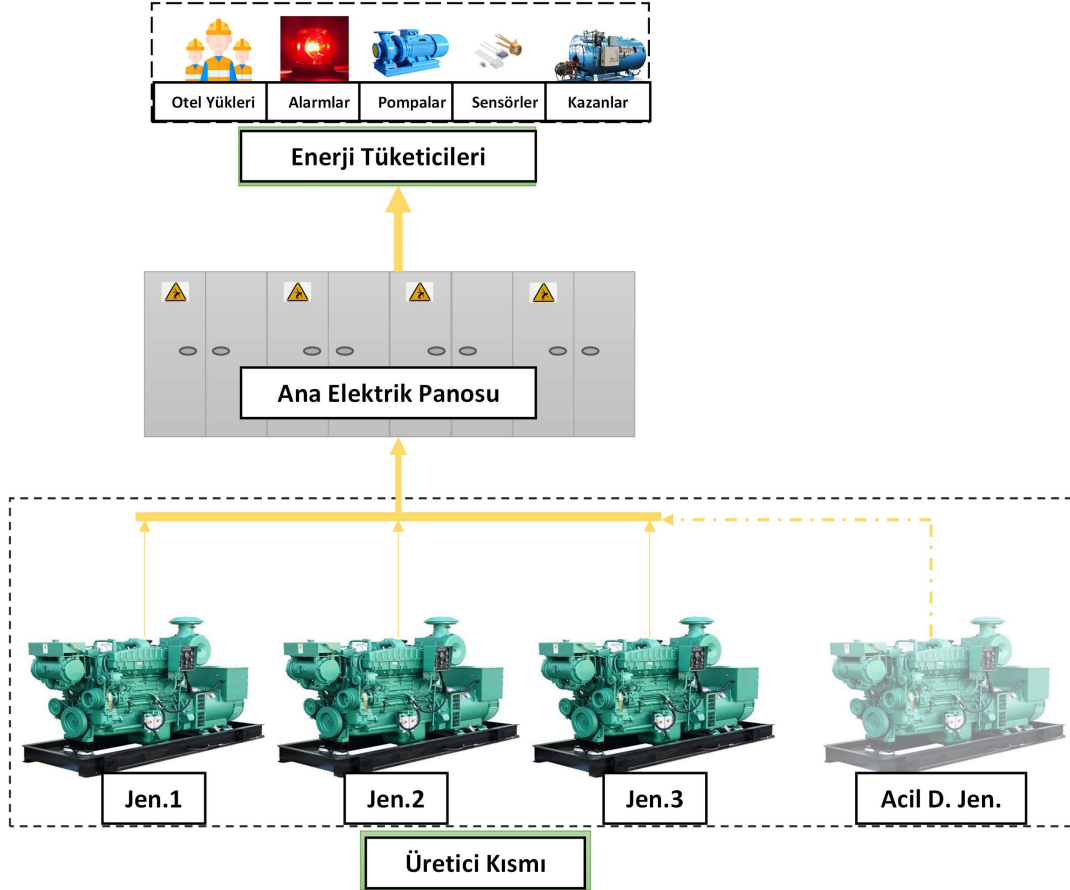 Otel Yükleri
Alarmlar
Pompalar
Sensörler
Kazanlar
Enerji Tüketicileri
Ana Elektrik Panosu
Jen.1
Jen.2
Jen.3
Acil D. Jen.
Üretici Kısmı